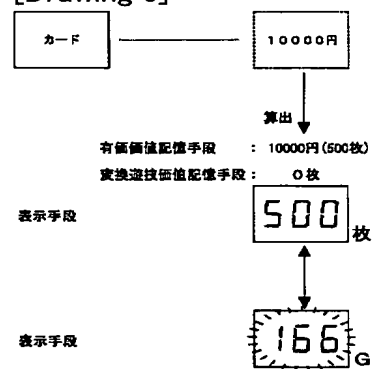 [Drawing 6]
カード
10000円
算出
有価価値記憶手段 : 10000円(500枚)
変換遊技価値記憶手段: 0枚
表示手段
500
枚
表示手段
166
G